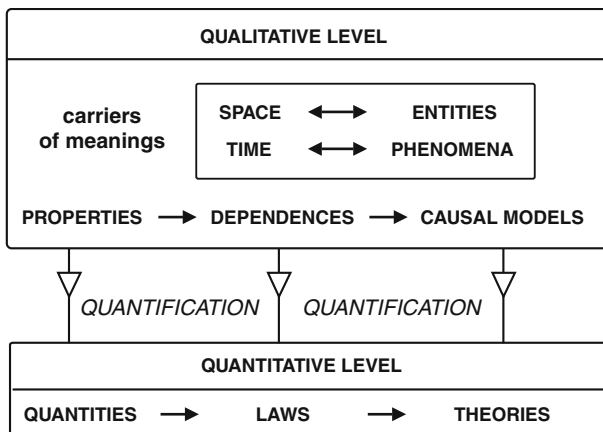 QUALITATIVE LEVEL
carriers
of meanings
SPACE ENTITIES
TIME PHENOMENA
PROPERTIES DEPENDENCES CAUSAL MODELS
QUANTIFICATION QUANTIFICATION
QUANTITATIVE LEVEL
QUANTITIES LAWS THEORIES